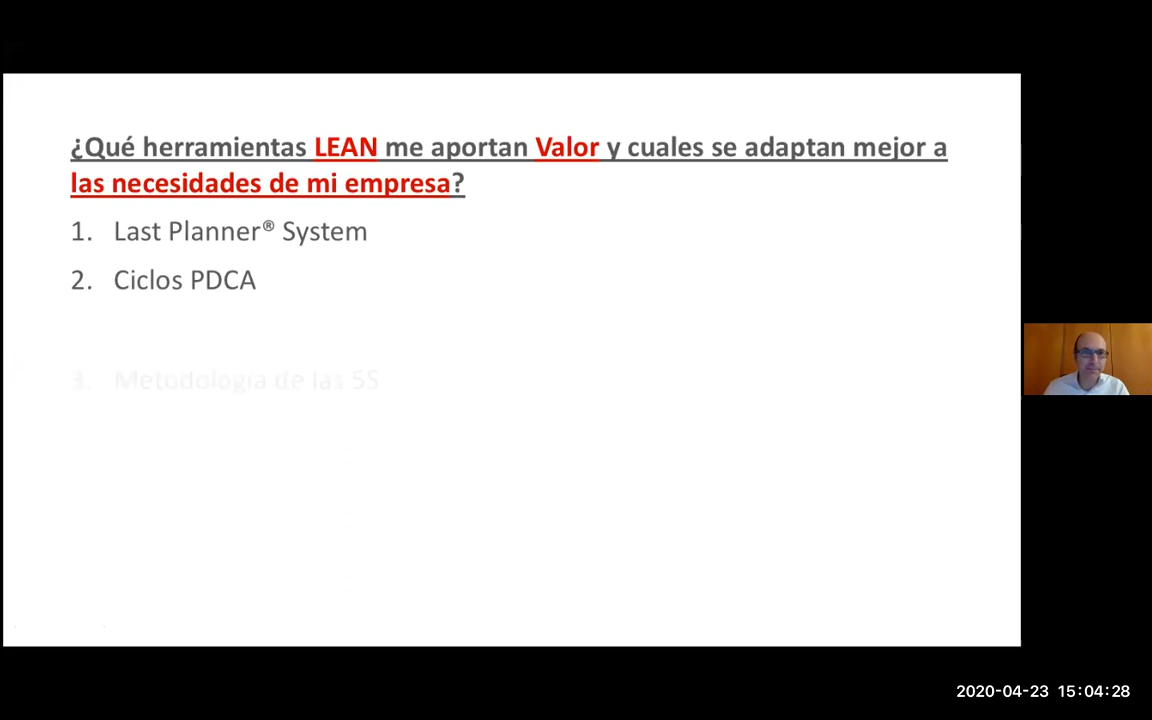 ¿Qué herramientas LEAN me aportan Valor y cuales se adaptan mejor a
las necesidades de mi empresa?
1. Last Planner® System
2. Ciclos PDCA
3. Metodología de las 5S
2020-04-23 15:04:28